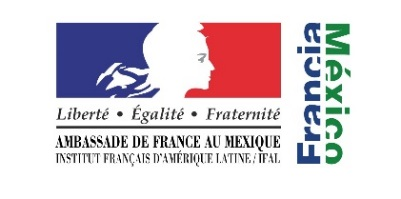 Liberté • Égalité • Fraternité
AMBASSADE DE FRANCE AU MEXIQUE
INSTITUT FRANÇAIS D'AMÉRIQUE LATINE / IFAL
Francia
México